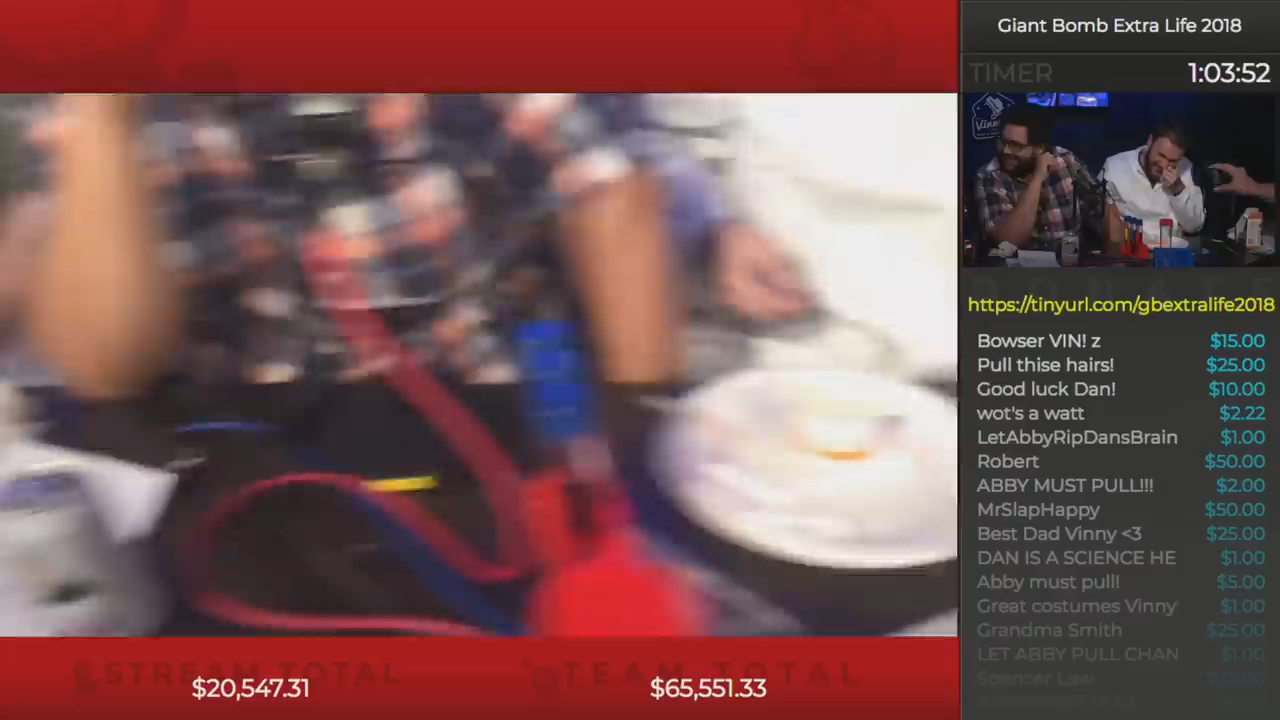 Giant Bomb Extra Life 2018
TIMER 1:03:52
https://tinyurl.com/gbextralife2018
Bowser VIN! z $15.00
Pull thise hairs! $25.00
Good luck Dan! $10.00
wot's a watt $2.22
LetAbbyRipDansBrain $1.00
Robert $50.00
ABBY MUST PULL!!! $2.00
MrSlapHappy $50.00
Best Dad Vinny <3 $25.00
DAN IS A SCIENCE HE $1.00
Abby must pull! $5.00
Great costumes Vinny $1.00
Grandma Smith $25.00
LET ABBY PULL CHAN $1.00
Spencer Law
STREAM TOTAL
$20,547.31
TEAM TOTAL
$65,551.33